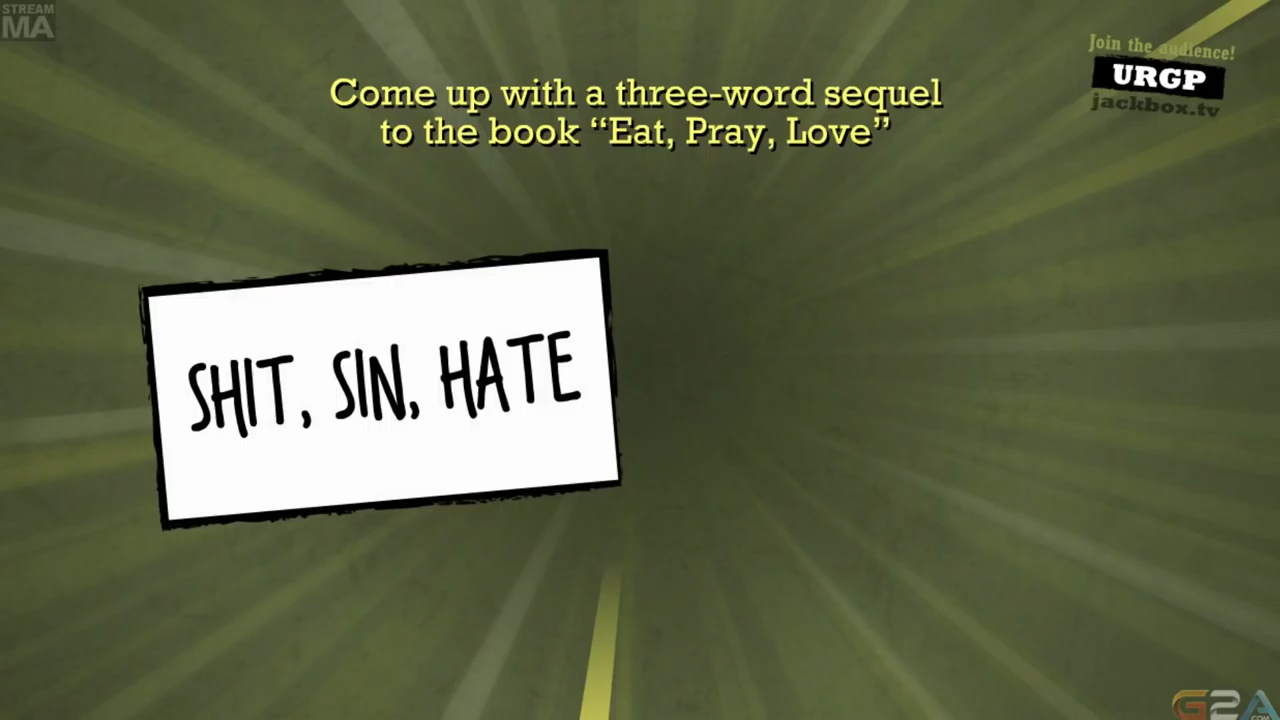 STREAM
MA
Join the audience!
URGP
jackbox.tv
Come up with a three-word sequel
to the book “Eat, Pray, Love”
SHIT, SIN, HATE
G2A
.COM